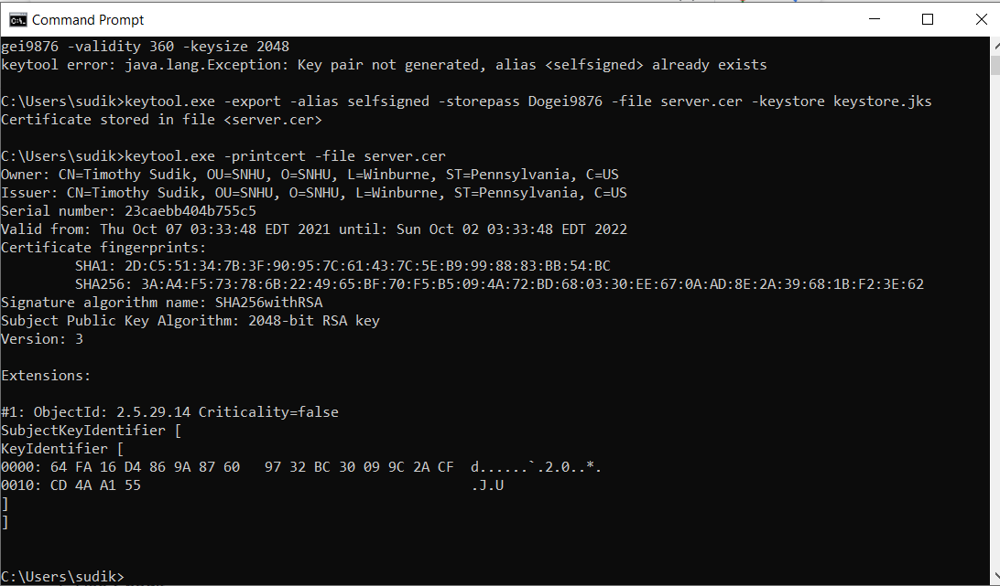 Command Prompt
gei9876 -validity 360 -keysize 2048
keytool error: java.lang.Exception: Key pair not generated, alias <selfsigned> already exists
C:\Users\sudik>keytool.exe -export -alias selfsigned -storepass Dogei9876 -file server.cer -keystore keystore.jks
Certificate stored in file <server.cer>
C:\Users\sudik>keytool.exe -printcert -file server.cer
Owner: CN=Timothy Sudik, OU=SNHU, O=SNHU, L=Winburne, ST=Pennsylvania, C=US
Issuer: CN=Timothy Sudik, OU=SNHU, O=SNHU, L=Winburne, ST=Pennsylvania, C=US
Serial number: 23caebb404b755c5
Valid from: Thu Oct 07 03:33:48 EDT 2021 until: Sun Oct 02 03:33:48 EDT 2022
Certificate fingerprints:
SHA1: 2D:C5:51:34:7B:3F:90:95:7C:61:43:7C:5E:B9:99:88:83:BB:54:BC
SHA256: 3A:A4:F5:73:78:6B:22:49:65:BF:70:F5:B5:09:4A:72:BD:68:03:30:EE:67:0A:AD:8E:2A:39:68:1B:F2:3E:62
Signature algorithm name: SHA256withRSA
Subject Public Key Algorithm: 2048-bit RSA key
Version: 3
Extensions:
#1: ObjectId: 2.5.29.14 Criticality=false
SubjectKeyIdentifier [
KeyIdentifier [
0000: 64 FA 16 D4 86 9A 87 60   97 32 BC 30 09 9C 2A CF  d......`.2.0..*.
0010: CD 4A A1 55                                        .J.U
]
]
C:\Users\sudik>